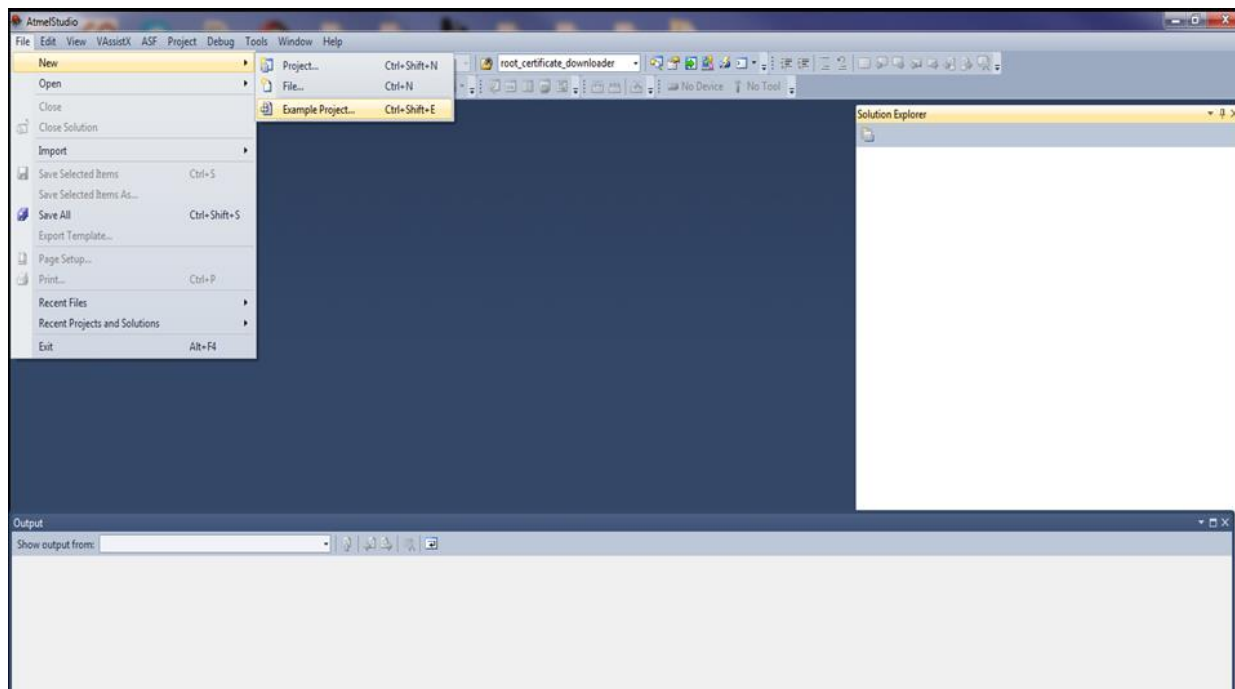 AtmelStudio
File Edit View VAssistX ASF Project Debug Tools Window Help
New
Open
Close
Close Solution
Import
Save Selected Items Ctrl+S
Save Selected Items As...
Save All Ctrl+Shift+S
Export Template...
Page Setup...
Print... Ctrl+P
Recent Files
Recent Projects and Solutions
Exit Alt+F4
Project... Ctrl+Shift+N
File... Ctrl+N
Example Project... Ctrl+Shift+E
root_certificate_downloader
No Device No Tool
Solution Explorer
Output
Show output from: